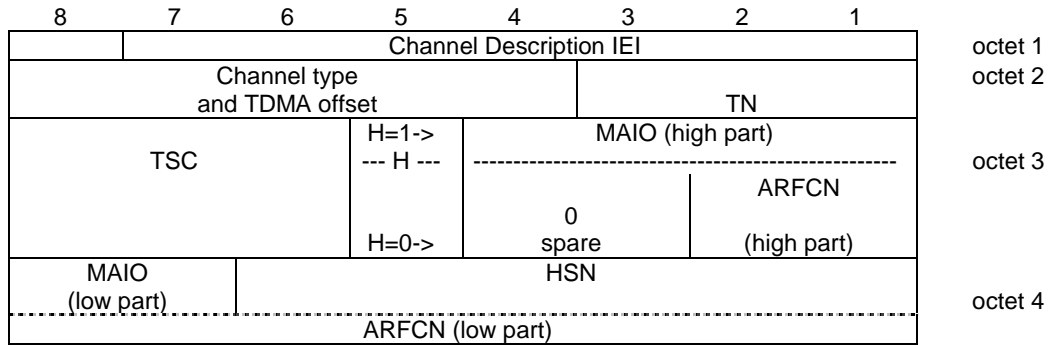 8 7 6 5 4 3 2 1
Channel Description IEI octet 1
Channel type octet 2
and TDMA offset TN
H=1-> MAIO (high part)
TSC --- H --- ------------------------------------------------------- octet 3
ARFCN
0
H=0-> spare (high part)
MAIO HSN
(low part) octet 4
ARFCN (low part)